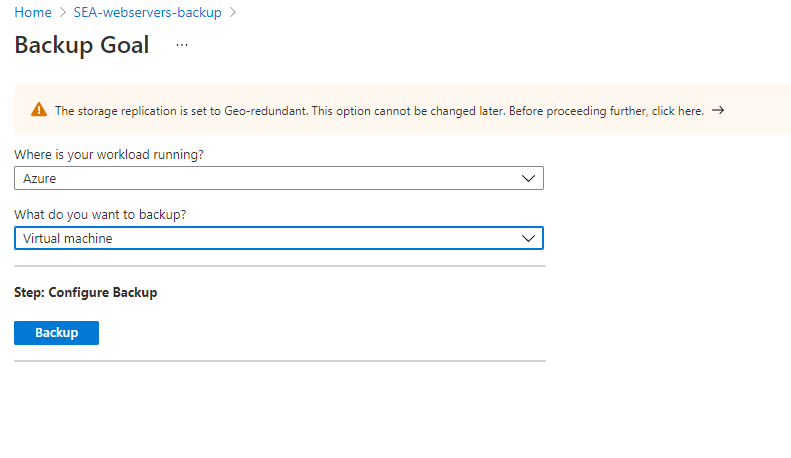 Home > SEA-webservers-backup >
Backup Goal ...
The storage replication is set to Geo-redundant. This option cannot be changed later. Before proceeding further, click here. →
Where is your workload running?
Azure
What do you want to backup?
Virtual machine
Step: Configure Backup
Backup